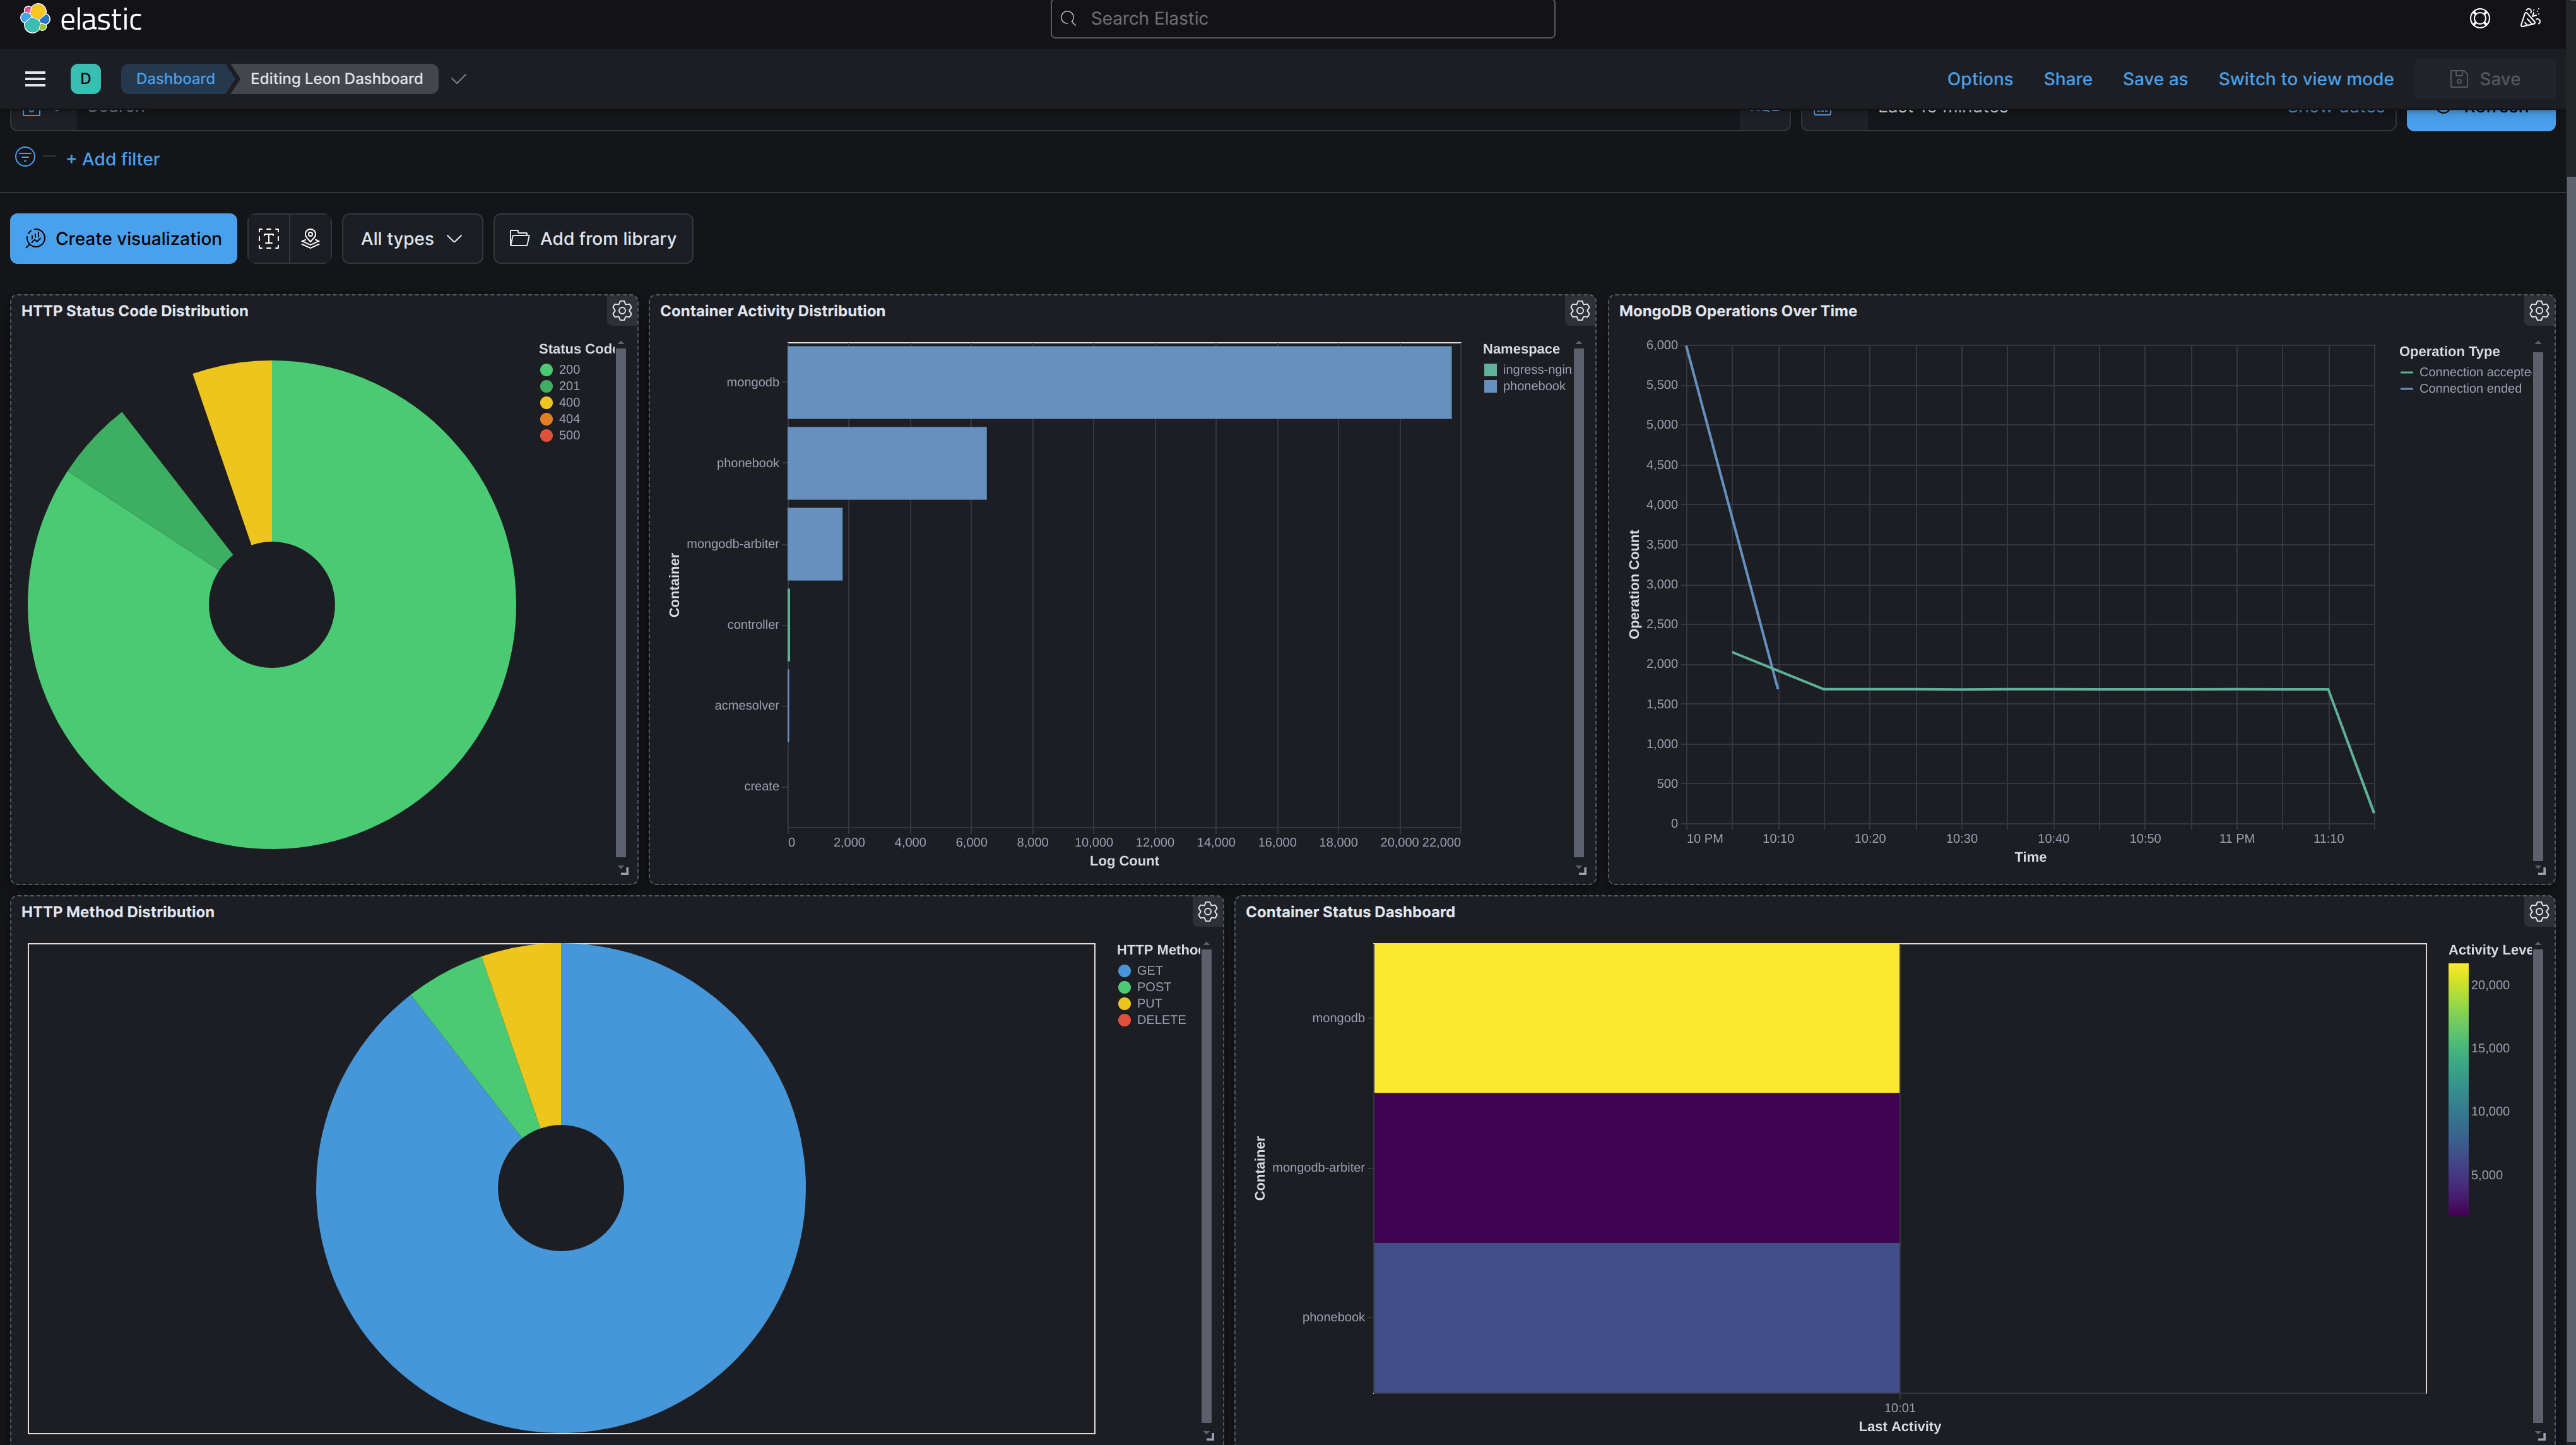 elastic
Search Elastic
D
Dashboard
Editing Leon Dashboard
Options
Share
Save as
Switch to view mode
Save
Search
Last 15 minutes
Show dates
Refresh
+ Add filter
Create visualization
All types
Add from library
HTTP Status Code Distribution
Status Code
200
201
400
404
500
Container Activity Distribution
Container
mongodb
phonebook
mongodb-arbiter
controller
acmesolver
create
0
2,000
4,000
6,000
8,000
10,000
12,000
14,000
16,000
18,000
20,000
22,000
Log Count
Namespace
ingress-ngin
phonebook
MongoDB Operations Over Time
Operation Count
6,000
5,500
5,000
4,500
4,000
3,500
3,000
2,500
2,000
1,500
1,000
500
0
10 PM
10:10
10:20
10:30
10:40
10:50
11 PM
11:10
Time
Operation Type
Connection accepte
Connection ended
HTTP Method Distribution
HTTP Metho
GET
POST
PUT
DELETE
Container Status Dashboard
Container
mongodb
mongodb-arbiter
phonebook
10:01
Last Activity
Activity Leve
20,000
15,000
10,000
5,000